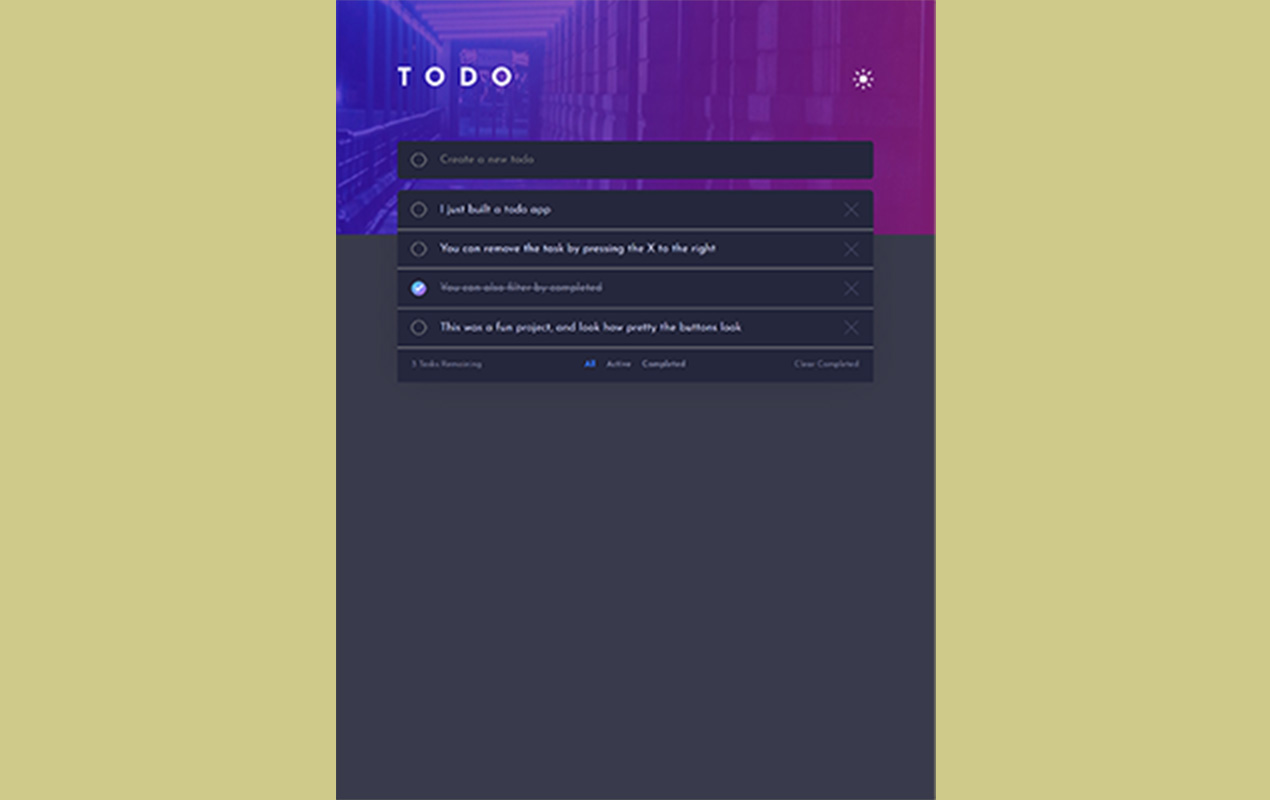 TODO
Create a new todo
I just built a todo app
You can remove the task by pressing the X to the right
You can also filter by completed
This was a fun project, and look how pretty the buttons look
Tasks Remaining All Active Completed Clear Completed